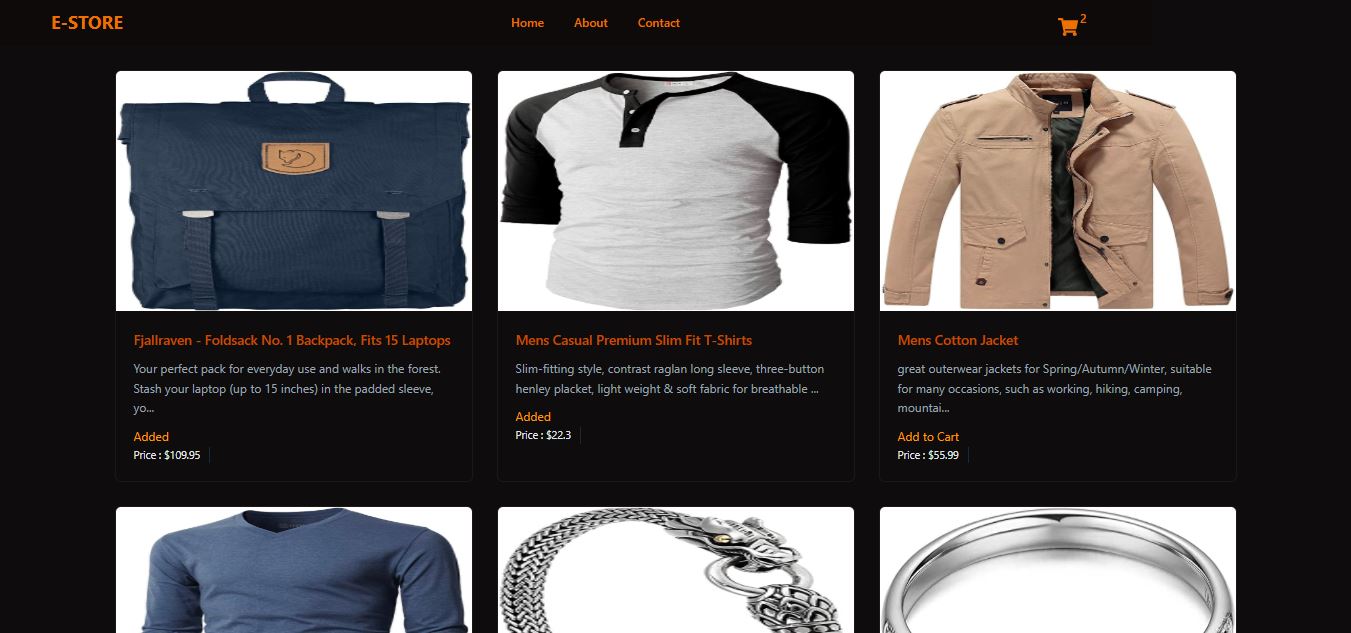 E-STORE
Home
About
Contact
2
Fjallraven - Foldsack No. 1 Backpack, Fits 15 Laptops
Your perfect pack for everyday use and walks in the forest.
Stash your laptop (up to 15 inches) in the padded sleeve,
yo...
Added
Price : $109.95
Mens Casual Premium Slim Fit T-Shirts
Slim-fitting style, contrast raglan long sleeve, three-button
henley placket, light weight & soft fabric for breathable ...
Added
Price : $22.3
Mens Cotton Jacket
great outerwear jackets for Spring/Autumn/Winter, suitable
for many occasions, such as working, hiking, camping,
mountai...
Add to Cart
Price : $55.99